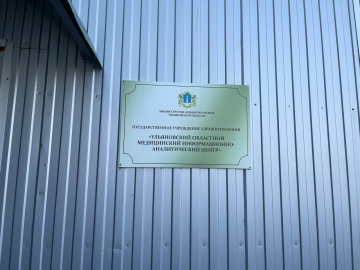 МИНИСТЕРСТВО ЗДРАВООХРАНЕНИЯ
УЛЬЯНОВСКОЙ ОБЛАСТИ
ГОСУДАРСТВЕННОЕ УЧРЕЖДЕНИЕ ЗДРАВООХРАНЕНИЯ
«УЛЬЯНОВСКИЙ ОБЛАСТНОЙ
МЕДИЦИНСКИЙ ИНФОРМАЦИОННО-
АНАЛИТИЧЕСКИЙ ЦЕНТР»